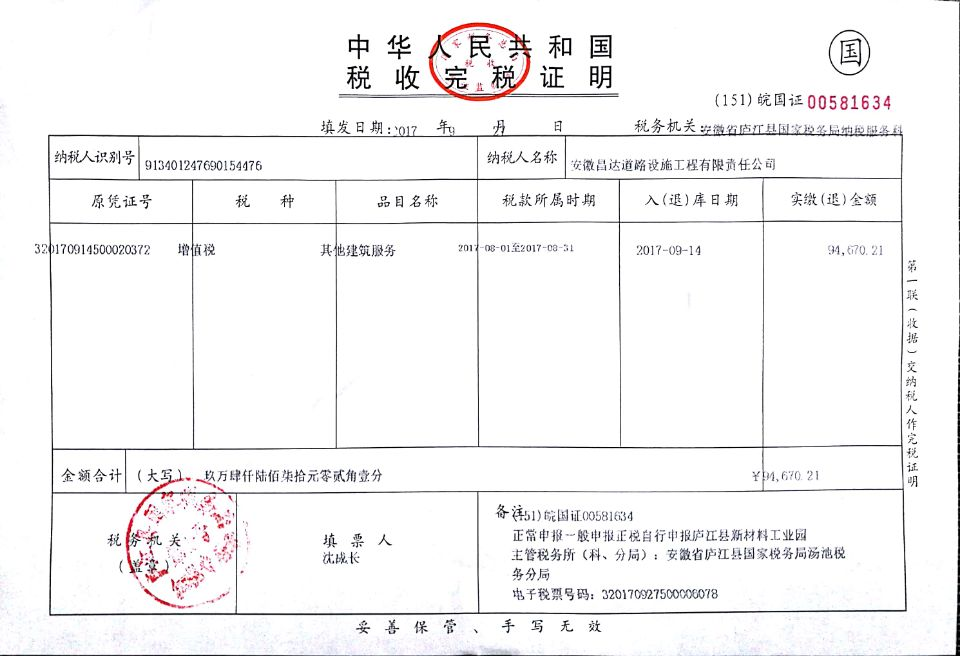 中华人民共和国
税收完税证明
国
(151)皖国证00581634
填发日期:2017 年9 月 日 税务机关:安徽省庐江县国家税务局纳税服务科
纳税人识别号 913401247690154476 纳税人名称 安徽昌达道路设施工程有限责任公司
原凭证号 税 种 品目名称 税款所属时期 入(退)库日期 实缴(退)金额
320170914500020372 增值税 其他建筑服务 2017-08-01至2017-08-31 2017-09-14 94,670.21
第一联(收据)交纳税人作完税证明
金额合计 (大写) 玖万肆仟陆佰柒拾元零贰角壹分 ¥94,670.21
税务机关
(盖章)
填票人
沈成长
备注
(151)皖国证00581634
正常申报一般申报正税自行申报庐江县新材料工业园
主管税务所(科、分局):安徽省庐江县国家税务局汤池税
务分局
电子税票号码:320170927500006078
妥善保管、手写无效